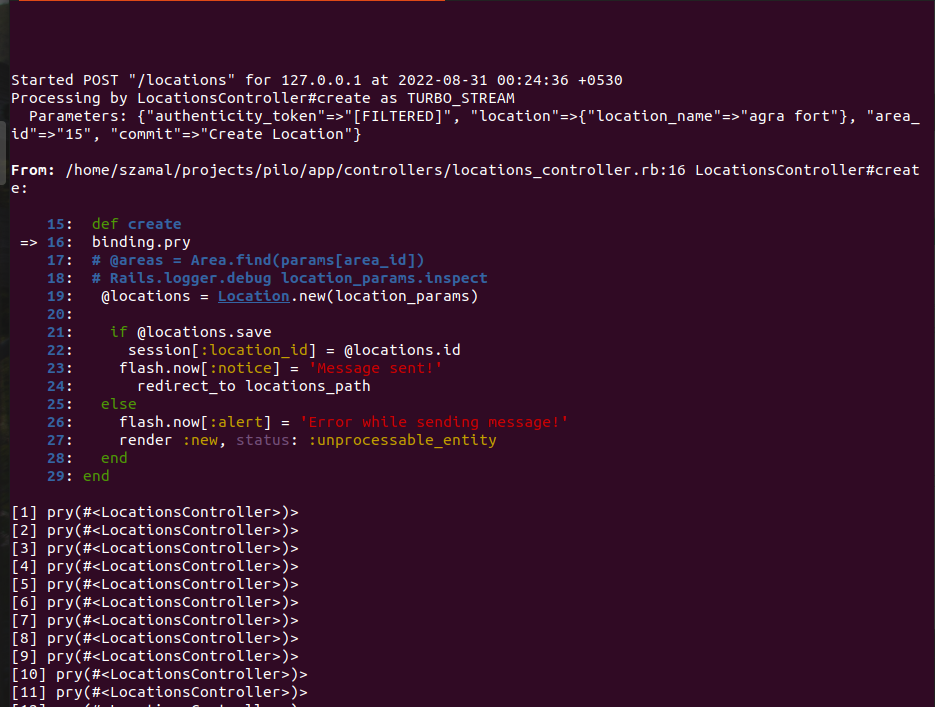 Started POST "/locations" for 127.0.0.1 at 2022-08-31 00:24:36 +0530
Processing by LocationsController#create as TURBO_STREAM
  Parameters: {"authenticity_token"=>"[FILTERED]", "location"=>{"location_name"=>"agra fort"}, "area_
id"=>"15", "commit"=>"Create Location"}
From: /home/szamal/projects/pilo/app/controllers/locations_controller.rb:16 LocationsController#creat
e:
    15:  def create
 => 16:  binding.pry
    17:  # @areas = Area.find(params[area_id])
    18:  # Rails.logger.debug location_params.inspect
    19:   @locations = Location.new(location_params)
    20:
    21:    if @locations.save
    22:      session[:location_id] = @locations.id
    23:     flash.now[:notice] = 'Message sent!'
    24:       redirect_to locations_path
    25:   else
    26:     flash.now[:alert] = 'Error while sending message!'
    27:     render :new, status: :unprocessable_entity
    28:   end
    29: end
[1] pry(#<LocationsController>)>
[2] pry(#<LocationsController>)>
[3] pry(#<LocationsController>)>
[4] pry(#<LocationsController>)>
[5] pry(#<LocationsController>)>
[6] pry(#<LocationsController>)>
[7] pry(#<LocationsController>)>
[8] pry(#<LocationsController>)>
[9] pry(#<LocationsController>)>
[10] pry(#<LocationsController>)>
[11] pry(#<LocationsController>)>